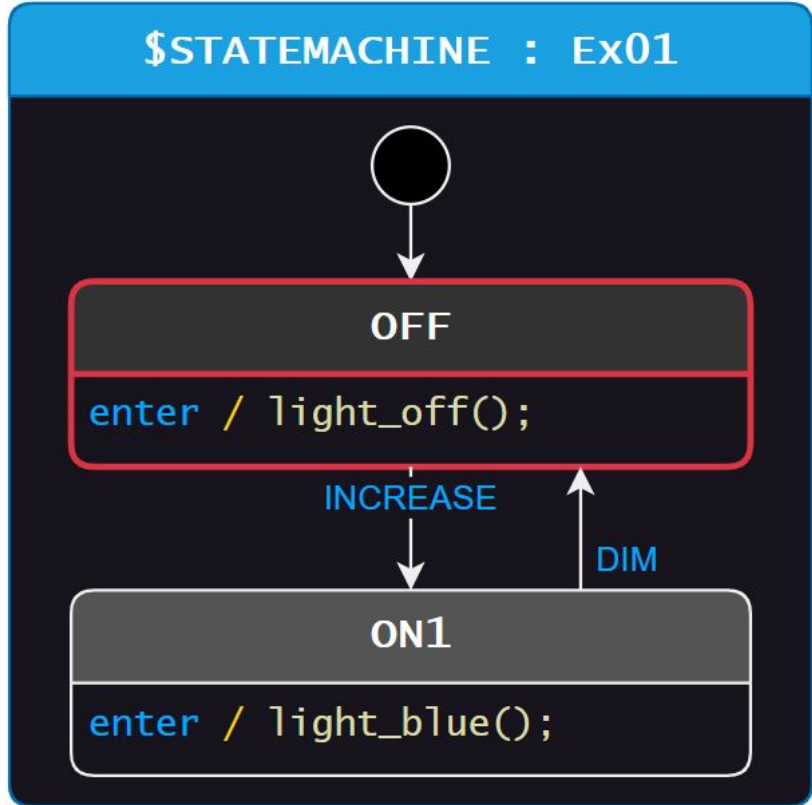 $STATEMACHINE : Ex01
OFF
enter / light_off();
INCREASE
DIM
ON1
enter / light_blue();